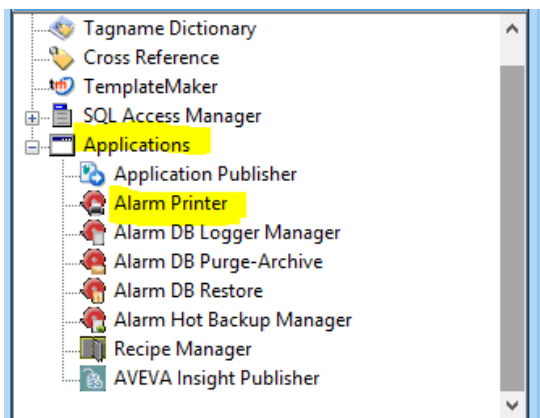 Tagname Dictionary
Cross Reference
tm TemplateMaker
SQL Access Manager
Applications
Application Publisher
Alarm Printer
Alarm DB Logger Manager
Alarm DB Purge-Archive
Alarm DB Restore
Alarm Hot Backup Manager
Recipe Manager
AVEVA Insight Publisher